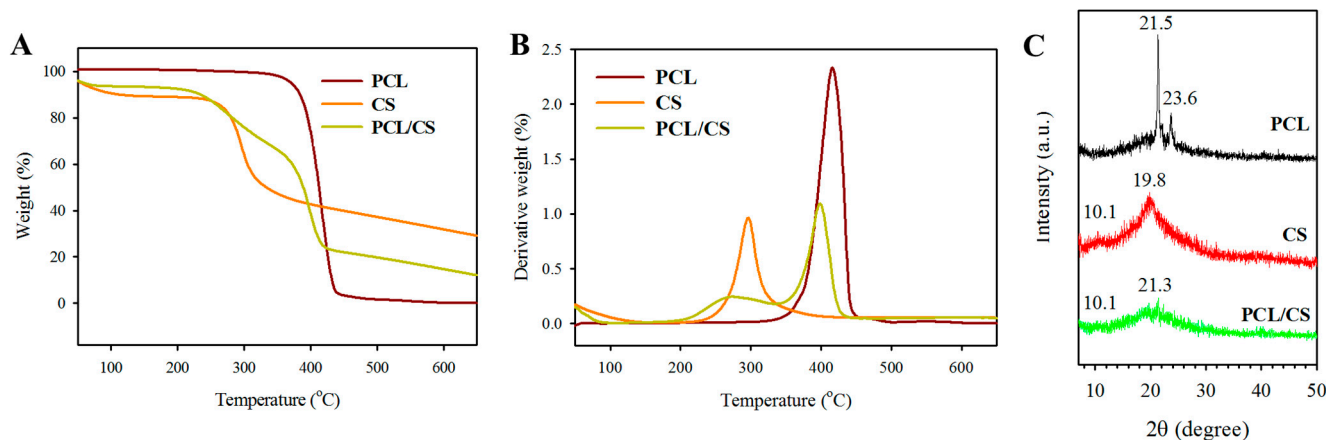 A
100
80
60
40
20
0
Weight (%)
PCL
CS
PCL/CS
100 200 300 400 500 600
Temperature (°C)
B
2.5
2.0
1.5
1.0
0.5
0.0
Derivative weight (%)
PCL
CS
PCL/CS
100 200 300 400 500 600
Temperature (°C)
C
21.5
23.6
PCL
19.8
10.1
CS
21.3
10.1
PCL/CS
Intensity (a.u.)
10 20 30 40 50
2θ (degree)